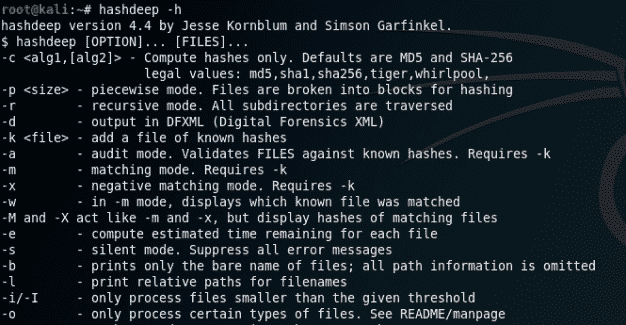 root@kali:~# hashdeep -h
hashdeep version 4.4 by Jesse Kornblum and Simson Garfinkel.
$ hashdeep [OPTION]... [FILES]...
-c <alg1,[alg2]> - Compute hashes only. Defaults are MD5 and SHA-256
legal values: md5,sha1,sha256,tiger,whirlpool,
-p <size> - piecewise mode. Files are broken into blocks for hashing
-r - recursive mode. All subdirectories are traversed
-d - output in DFXML (Digital Forensics XML)
-k <file> - add a file of known hashes
-a - audit mode. Validates FILES against known hashes. Requires -k
-m - matching mode. Requires -k
-x - negative matching mode. Requires -k
-w - in -m mode, displays which known file was matched
-M and -X act like -m and -x, but display hashes of matching files
-e - compute estimated time remaining for each file
-s - silent mode. Suppress all error messages
-b - prints only the bare name of files; all path information is omitted
-l - print relative paths for filenames
-i/-I - only process files smaller than the given threshold
-o - only process certain types of files. See README/manpage